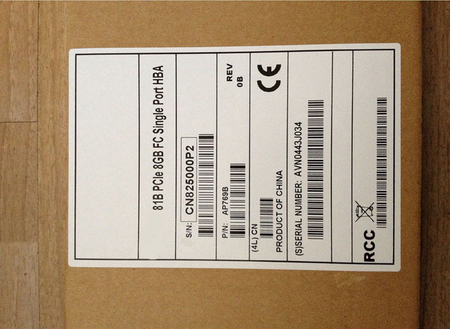 81B PCIe 8GB FC Single Port HBA
S/N: CN825000P2
P/N: AP769B
REV
0B
(4L) CN
PRODUCT OF CHINA
CE
(S)SERIAL NUMBER: AVN0443J034
RCC